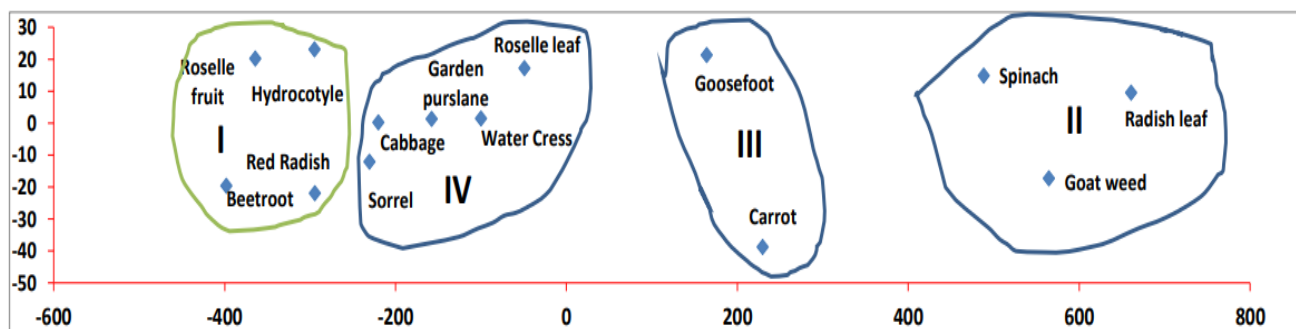 30
20
10
0
-10
-20
-30
-40
-50
-600
-400
-200
0
200
400
600
800
Roselle
fruit
Hydrocotyle
I
Red Radish
Beetroot
Roselle leaf
Garden
purslane
Cabbage
Water Cress
Sorrel
IV
Goosefoot
III
Carrot
Spinach
Radish leaf
II
Goat weed